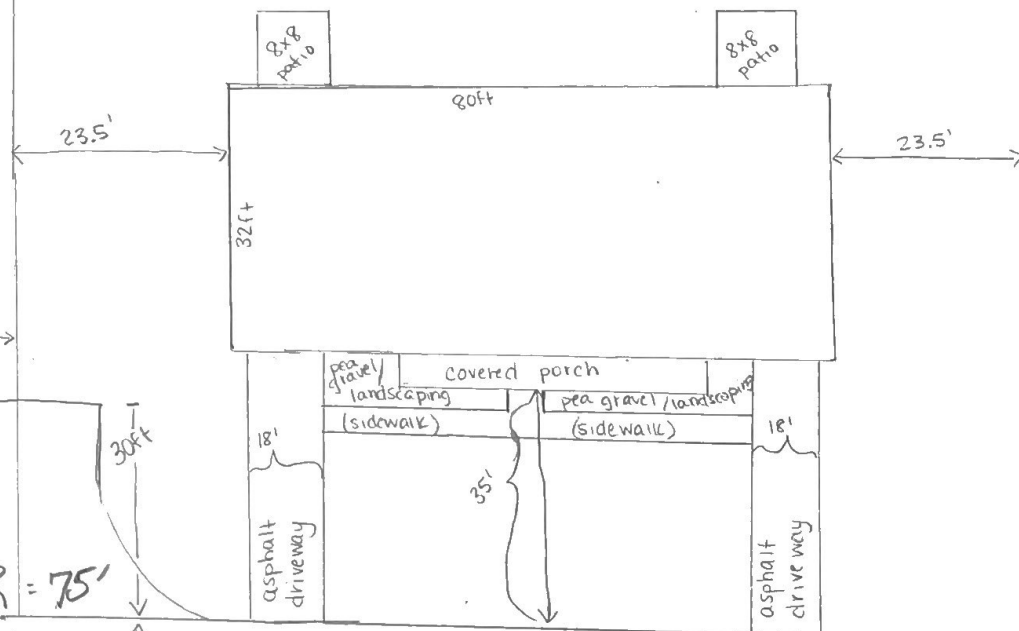 8x8
patio
8x8
patio
80ft
23.5'
23.5'
32ft
pea
gravel/
landscaping
covered porch
pea gravel/landscaping
(sidewalk)
(sidewalk)
30ft
18'
18'
35'
asphalt
driveway
asphalt
drive way
= 75'